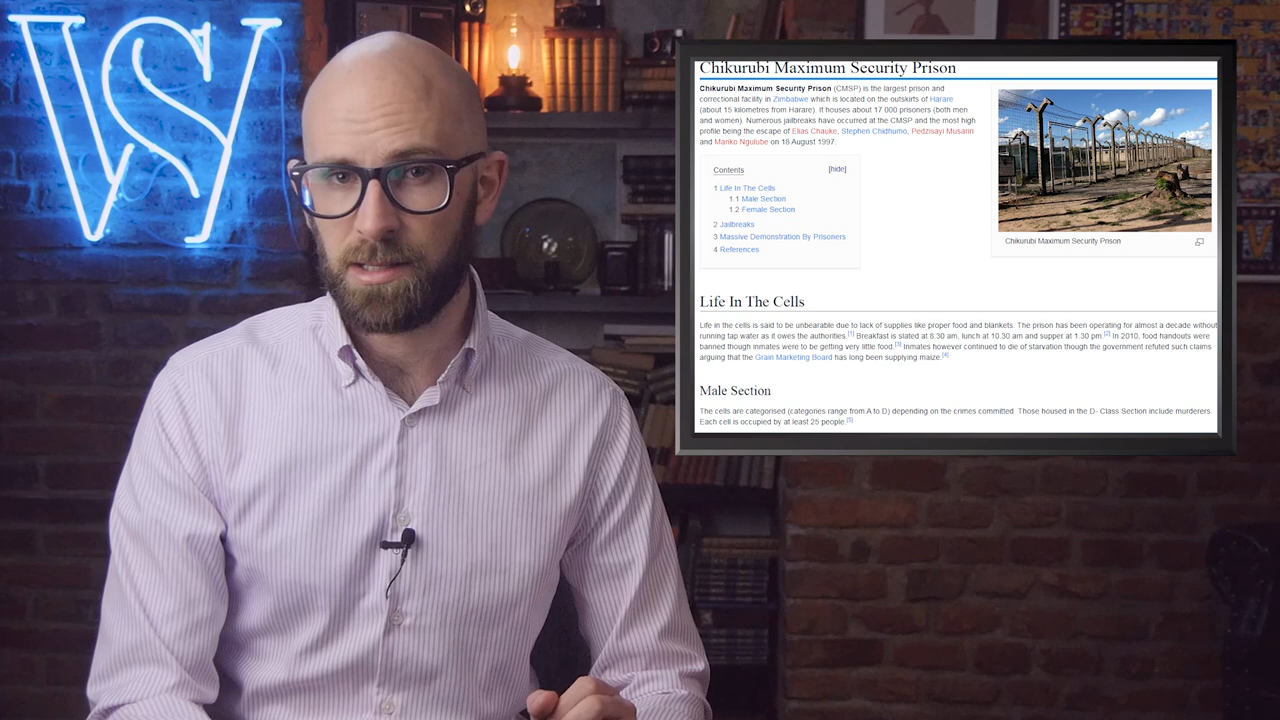 WS
Chikurubi Maximum Security Prison
Chikurubi Maximum Security Prison (CMSP) is the largest prison and
correctional facility in Zimbabwe which is located on the outskirts of Harare
(about 15 kilometres from Harare). It houses about 17 000 prisoners (both men
and women). Numerous jailbreaks have occurred at the CMSP and the most high
profile being the escape of Elias Chauke, Stephen Chidhumo, Pedzisayi Musarin
and Mariko Ngulube on 18 August 1997.
Chikurubi Maximum Security Prison
Contents [hide]
1 Life In The Cells
1.1 Male Section
1.2 Female Section
2 Jailbreaks
3 Massive Demonstration By Prisoners
4 References
Life In The Cells
Life in the cells is said to be unbearable due to lack of supplies like proper food and blankets. The prison has been operating for almost a decade without
running tap water as it owes the authorities.[1] Breakfast is slated at 8.30 am, lunch at 10.30 am and supper at 1.30 pm.[2] In 2010, food handouts were
banned though inmates were to be getting very little food.[3] Inmates however continued to die of starvation though the government refuted such claims
arguing that the Grain Marketing Board has long been supplying maize.[4]
Male Section
The cells are categorised (categories range from A to D) depending on the crimes committed. Those housed in the D- Class Section include murderers.
Each cell is occupied by at least 25 people.[5]